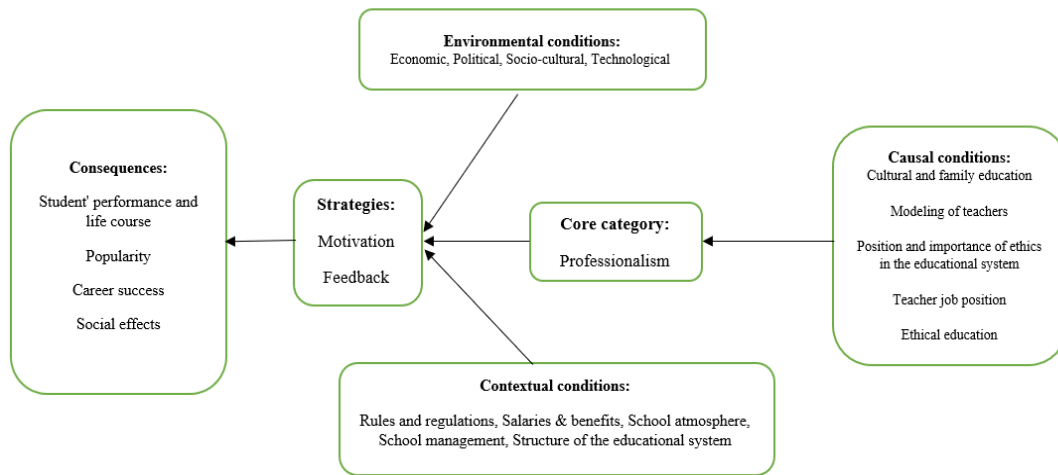 Environmental conditions:
Economic, Political, Socio-cultural, Technological
Consequences:
Student' performance and
life course
Popularity
Career success
Social effects
Strategies:
Motivation
Feedback
Core category:
Professionalism
Causal conditions:
Cultural and family education
Modeling of teachers
Position and importance of ethics
in the educational system
Teacher job position
Ethical education
Contextual conditions:
Rules and regulations, Salaries & benefits, School atmosphere,
School management, Structure of the educational system